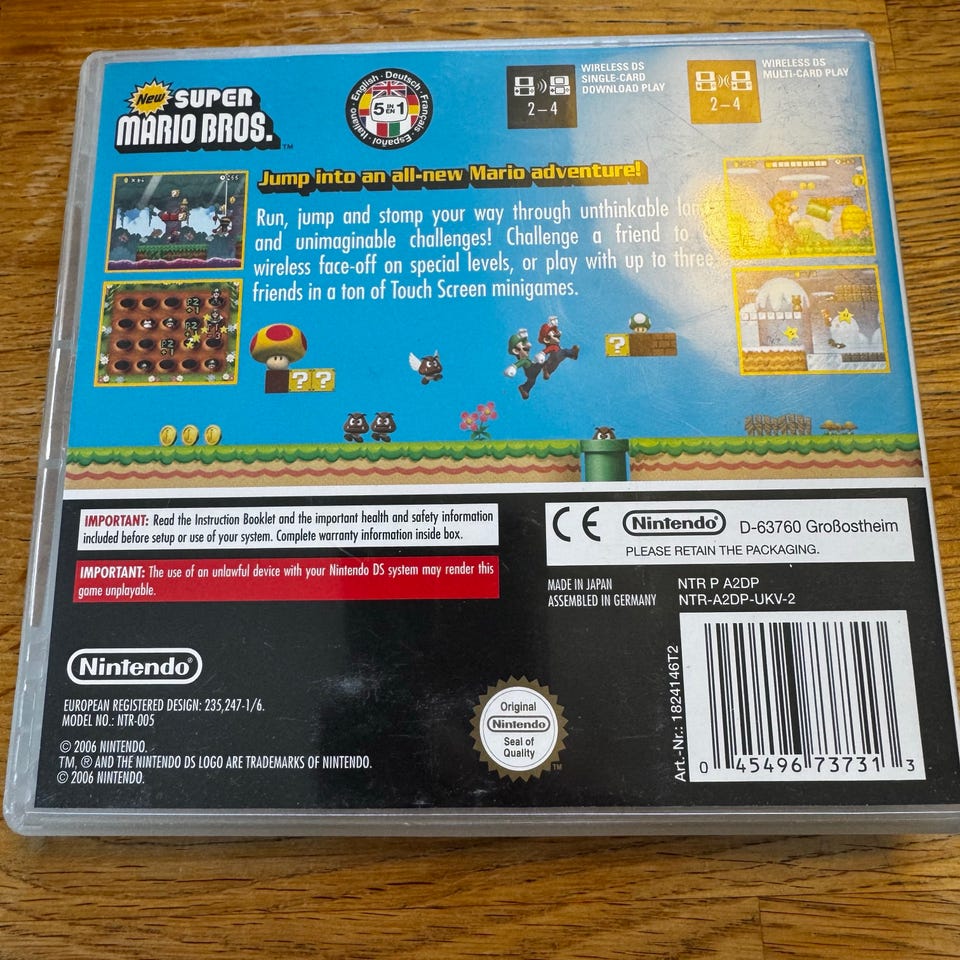 New SUPER
MARIO BROS.™
English · Deutsch · Français · Español · Italiano
5 IN EN 1
WIRELESS DS
SINGLE-CARD
DOWNLOAD PLAY
2–4
WIRELESS DS
MULTI-CARD PLAY
2–4
Jump into an all-new Mario adventure!
Run, jump and stomp your way through unthinkable
and unimaginable challenges! Challenge a friend to
wireless face-off on special levels, or play with up to three
friends in a ton of Touch Screen minigames.
? ?
?
IMPORTANT: Read the Instruction Booklet and the important health and safety information
included before setup or use of your system. Complete warranty information inside box.
IMPORTANT: The use of an unlawful device with your Nintendo DS system may render this
game unplayable.
CE Nintendo® D-63760 Großostheim
PLEASE RETAIN THE PACKAGING.
MADE IN JAPAN
ASSEMBLED IN GERMANY
NTR P A2DP
NTR-A2DP-UKV-2
Nintendo®
EUROPEAN REGISTERED DESIGN: 235,247-1/6.
MODEL NO.: NTR-005
© 2006 NINTENDO.
TM, ® AND THE NINTENDO DS LOGO ARE TRADEMARKS OF NINTENDO.
© 2006 NINTENDO.
Original
Nintendo
Seal of
Quality
TM
Art.-Nr.: 1824146T2
0 45496 73731 3